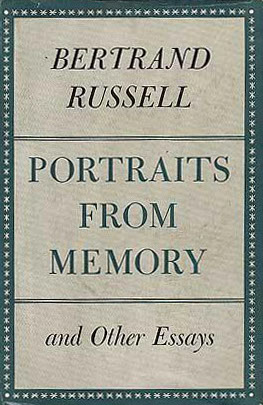 BERTRAND
RUSSELL
PORTRAITS
FROM
MEMORY
and Other Essays